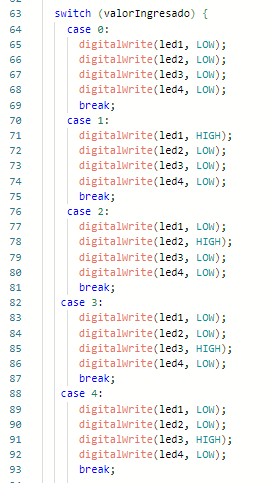 63 switch (valorIngresado) {
64 case 0:
65 digitalWrite(led1, LOW);
66 digitalWrite(led2, LOW);
67 digitalWrite(led3, LOW);
68 digitalWrite(led4, LOW);
69 break;
70 case 1:
71 digitalWrite(led1, HIGH);
72 digitalWrite(led2, LOW);
73 digitalWrite(led3, LOW);
74 digitalWrite(led4, LOW);
75 break;
76 case 2:
77 digitalWrite(led1, LOW);
78 digitalWrite(led2, HIGH);
79 digitalWrite(led3, LOW);
80 digitalWrite(led4, LOW);
81 break;
82 case 3:
83 digitalWrite(led1, LOW);
84 digitalWrite(led2, LOW);
85 digitalWrite(led3, HIGH);
86 digitalWrite(led4, LOW);
87 break;
88 case 4:
89 digitalWrite(led1, LOW);
90 digitalWrite(led2, LOW);
91 digitalWrite(led3, HIGH);
92 digitalWrite(led4, LOW);
93 break;